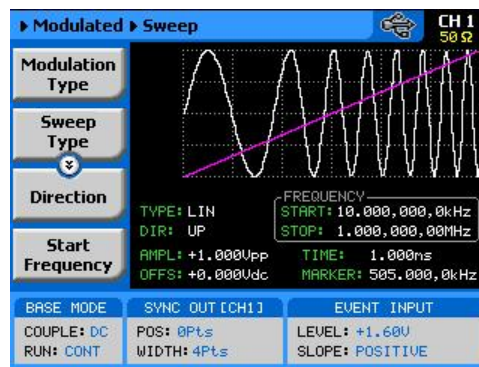 ▸ Modulated ▸ Sweep
CH 1
50 Ω
Modulation
Type
Sweep
Type
Direction
Start
Frequency
TYPE: LIN
DIR: UP
AMPL: +1.000Vpp
OFFS: +0.000Vdc
FREQUENCY
START: 10.000,000,0kHz
STOP: 1.000,000,00MHz
TIME: 1.000ms
MARKER: 505.000,0kHz
BASE MODE
COUPLE: DC
RUN: CONT
SYNC OUT [CH1]
POS: 0Pts
WIDTH: 4Pts
EVENT INPUT
LEVEL: +1.60V
SLOPE: POSITIVE